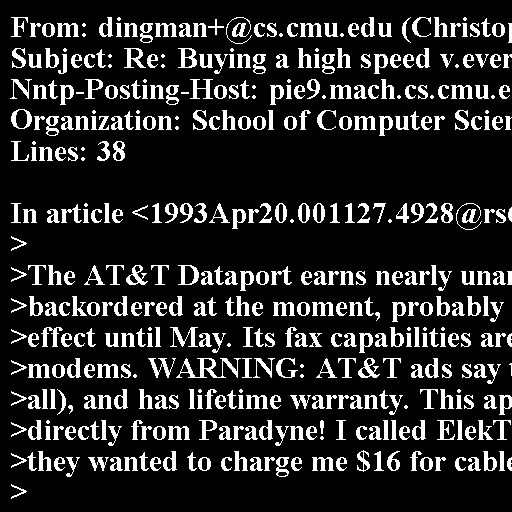 From: dingman+@cs.cmu.edu (Christop
Subject: Re: Buying a high speed v.ever
Nntp-Posting-Host: pie9.mach.cs.cmu.e
Organization: School of Computer Scien
Lines: 38

In article <1993Apr20.001127.4928@rs
>
>The AT&T Dataport earns nearly unan
>backordered at the moment, probably
>effect until May. Its fax capabilities are
>modems. WARNING: AT&T ads say t
>all), and has lifetime warranty. This ap
>directly from Paradyne! I called ElekT
>they wanted to charge me $16 for cable
>